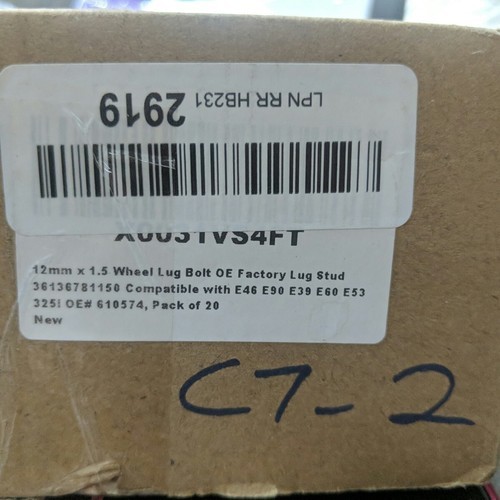 LPN RR HB231 2919
X0031VS4FT
12mm x 1.5 Wheel Lug Bolt OE Factory Lug Stud
36136781150 Compatible with E46 E90 E39 E60 E53
325i OE# 610574, Pack of 20
New
C7-2